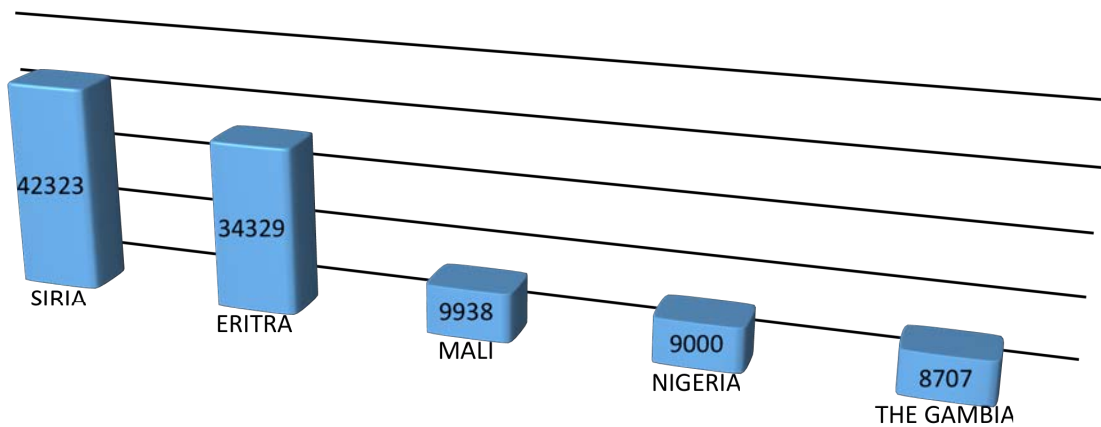 42323
SIRIA
34329
ERITRA
9938
MALI
9000
NIGERIA
8707
THE GAMBIA